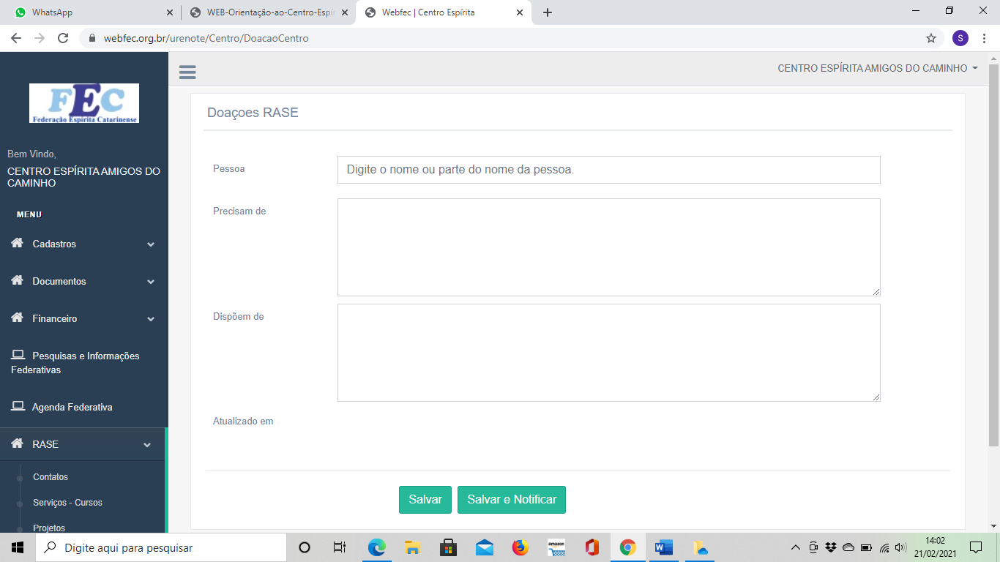 WhatsApp
WEB-Orientação-ao-Centro-Espír
Webfec | Centro Espírita
webfec.org.br/urenote/Centro/DoacaoCentro
S
FEC
Federação Espírita Catarinense
Bem Vindo,
CENTRO ESPÍRITA AMIGOS DO
CAMINHO
MENU
Cadastros
Documentos
Financeiro
Pesquisas e Informações
Federativas
Agenda Federativa
RASE
Contatos
Serviços - Cursos
Projetos
CENTRO ESPÍRITA AMIGOS DO CAMINHO
Doaçoes RASE
Pessoa
Digite o nome ou parte do nome da pessoa.
Precisam de
Dispõem de
Atualizado em
Salvar
Salvar e Notificar
Digite aqui para pesquisar
amazon
W
14:02
21/02/2021